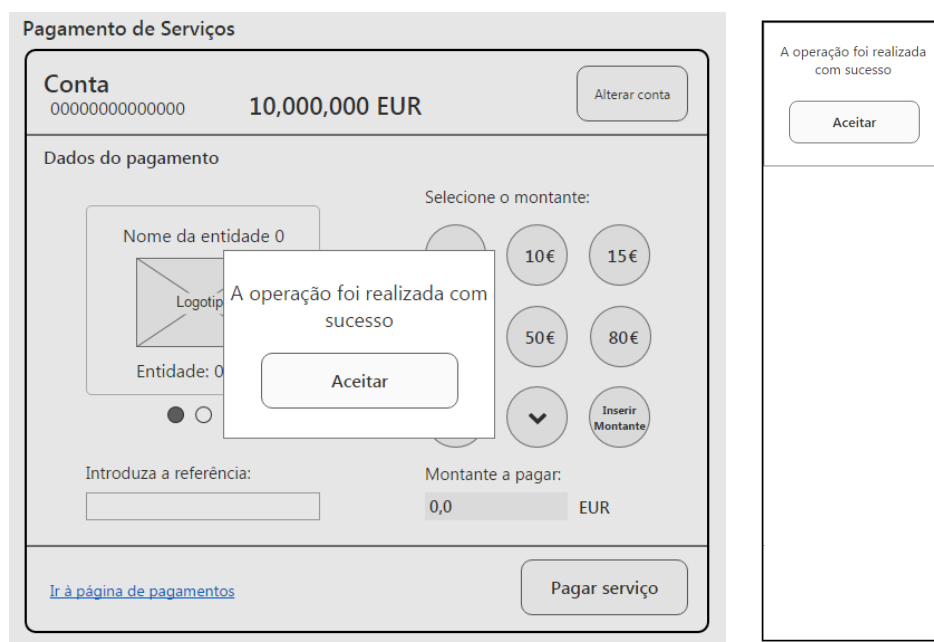 Pagamento de Serviços
Conta
00000000000000
10,000,000 EUR
Alterar conta
Dados do pagamento
Selecione o montante:
Nome da entidade 0
10€
15€
A operação foi realizada com
sucesso
Aceitar
50€
80€
Entidade:
Inserir
Montante
Introduza a referência:
Montante a pagar:
0,0
EUR
Ir à página de pagamentos
Pagar serviço
A operação foi realizada
com sucesso
Aceitar